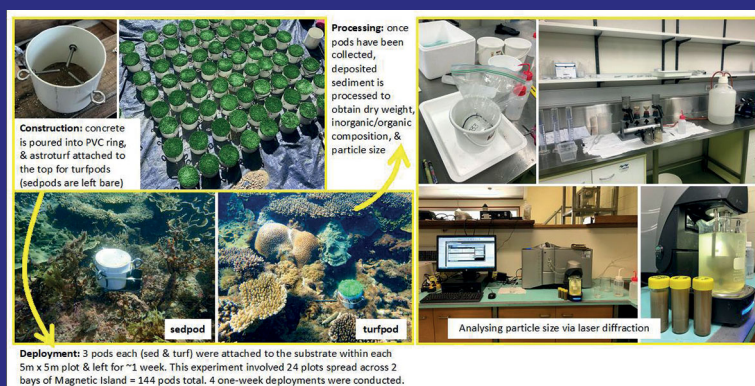 Construction: concrete
is poured into PVC ring,
& astroturf attached to
the top for turfpods
(sedpods are left bare)
Processing: once
pods have been
collected,
deposited
sediment is
processed to
obtain dry weight,
inorganic/organic
composition, &
particle size
sedpod
turfpod
Analysing particle size via laser diffraction
Deployment: 3 pods each (sed & turf) were attached to the substrate within each
5m x 5m plot & left for ~1 week. This experiment involved 24 plots spread across 2
bays of Magnetic Island = 144 pods total. 4 one-week deployments were conducted.